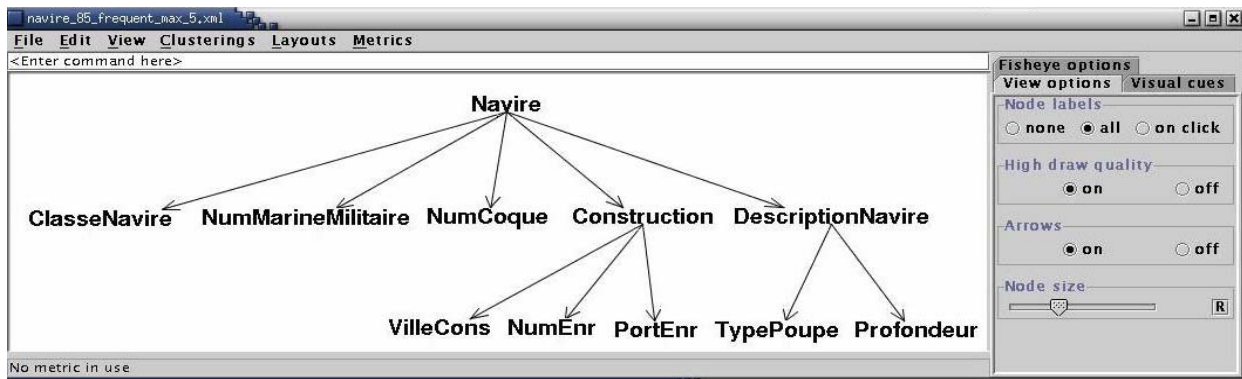 navire_85_frequent_max_5.xml
File Edit View Clusterings Layouts Metrics
<Enter command here>
Fisheye options
View options Visual cues
Node labels
none all on click
High draw quality
on off
Arrows
on off
Node size
R
Navire
ClasseNavire NumMarineMilitaire NumCoque Construction DescriptionNavire
VilleCons NumEnr PortEnr TypePoupe Profondeur
No metric in use